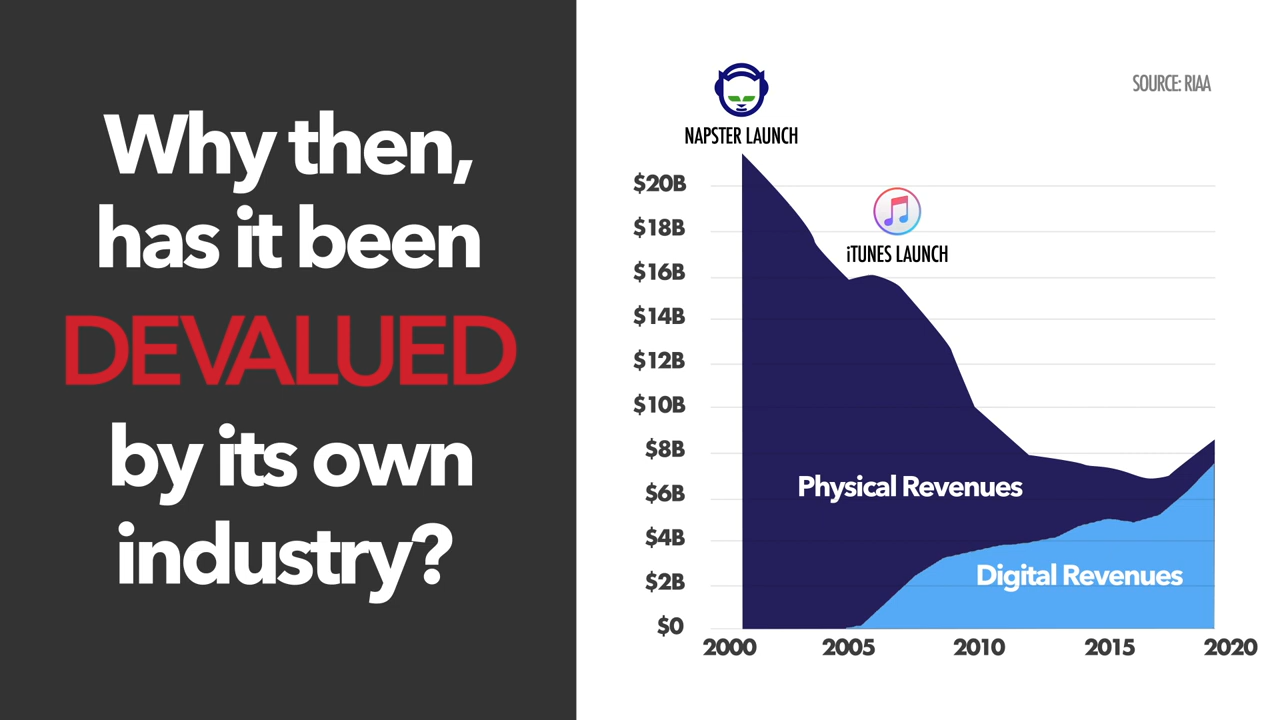 Why then,
has it been
DEVALUED
by its own
industry?
SOURCE: RIAA
NAPSTER LAUNCH
iTUNES LAUNCH
$20B
$18B
$16B
$14B
$12B
$10B
$8B
$6B
$4B
$2B
$0
Physical Revenues
Digital Revenues
2000 2005 2010 2015 2020